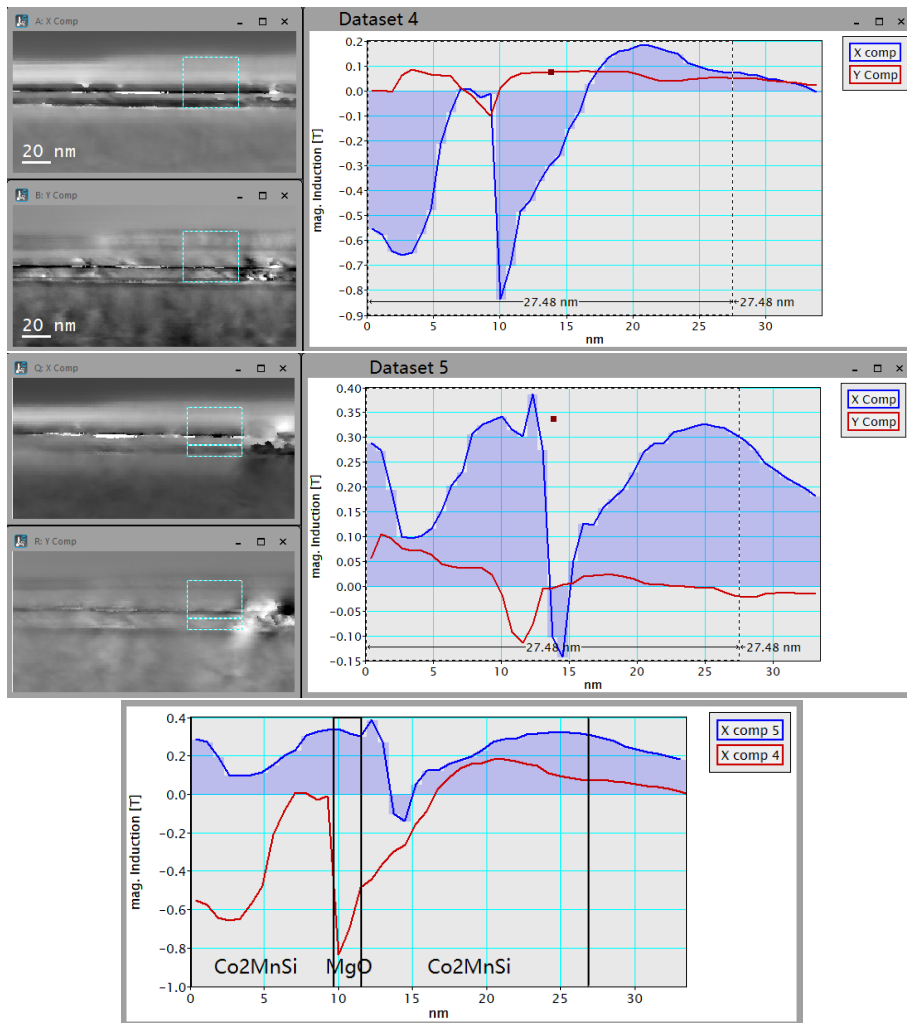 A: X Comp
Dataset 4
20 nm
B: Y Comp
20 nm
0.2
0.1
0.0
−0.1
−0.2
−0.3
−0.4
−0.5
−0.6
−0.7
−0.8
−0.9
mag. Induction [T]
27.48 nm
27.48 nm
0
5
10
15
20
25
30
nm
X comp
Y Comp
Q: X Comp
Dataset 5
R: Y Comp
0.40
0.35
0.30
0.25
0.20
0.15
0.10
0.05
0.00
−0.05
−0.10
−0.15
mag. Induction [T]
27.48 nm
27.48 nm
0
5
10
15
20
25
30
nm
X Comp
Y Comp
0.4
0.2
0.0
−0.2
−0.4
−0.6
−0.8
−1.0
mag. Induction [T]
Co2MnSi
MgO
Co2MnSi
0
5
10
15
20
25
30
nm
X comp 5
X comp 4